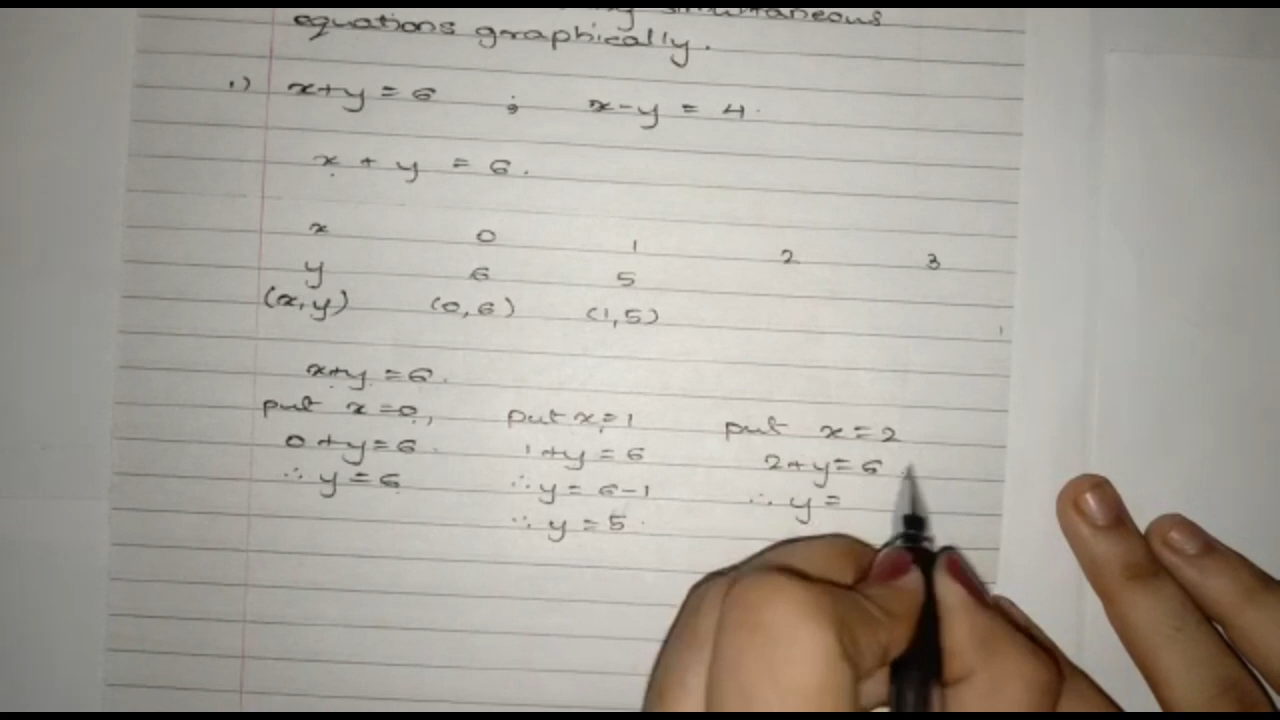 simultaneous
equations graphically.
1.) x+y = 6 ; x-y = 4.
x + y = 6.
x 0 1 2 3
y 6 5
(x,y) (0,6) (1,5)
x+y = 6.
put x=0, put x=1 put x=2
0+y=6. 1+y=6 2+y=6
∴ y=6 ∴ y=6-1 ∴ y=
∴ y=5.